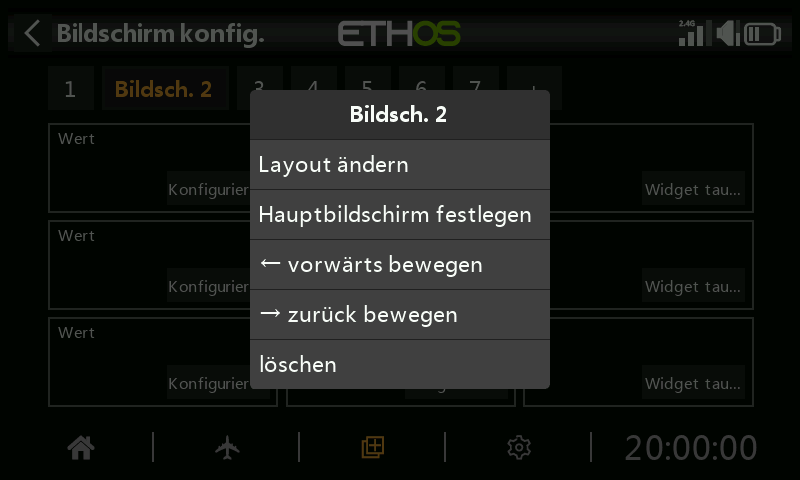 Bildschirm konfig.
ETHOS
2.4G
1
Bildsch. 2
3
4
5
6
7
Bildsch. 2
Layout ändern
Hauptbildschirm festlegen
← vorwärts bewegen
→ zurück bewegen
löschen
Wert
Konfigurier
Widget tau...
Wert
Konfigurier
Widget tau...
Wert
Konfigurier
Widget tau...
20:00:00